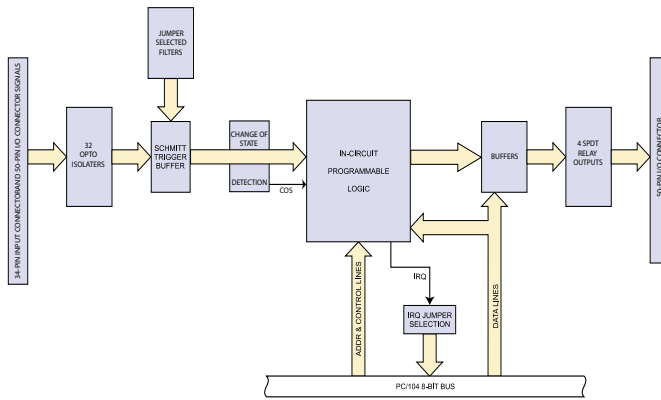 JUMPER
SELECTED
FILTERS
34-PIN INPUT CONNECTORAND 50-PIN I/O CONNECTOR SIGNALS
32
OPTO
ISOLATERS
SCHMITT
TRIGGER
BUFFER
CHANGE OF
STATE
DETECTION
COS
IN-CIRCUIT
PROGRAMMABLE
LOGIC
BUFFERS
4 SPDT
RELAY
OUTPUTS
50-PIN I/O CONNECTOR
ADDR & CONTROL LINES
IRQ
IRQ JUMPER
SELECTION
DATA LINES
PC/104 8-BIT BUS